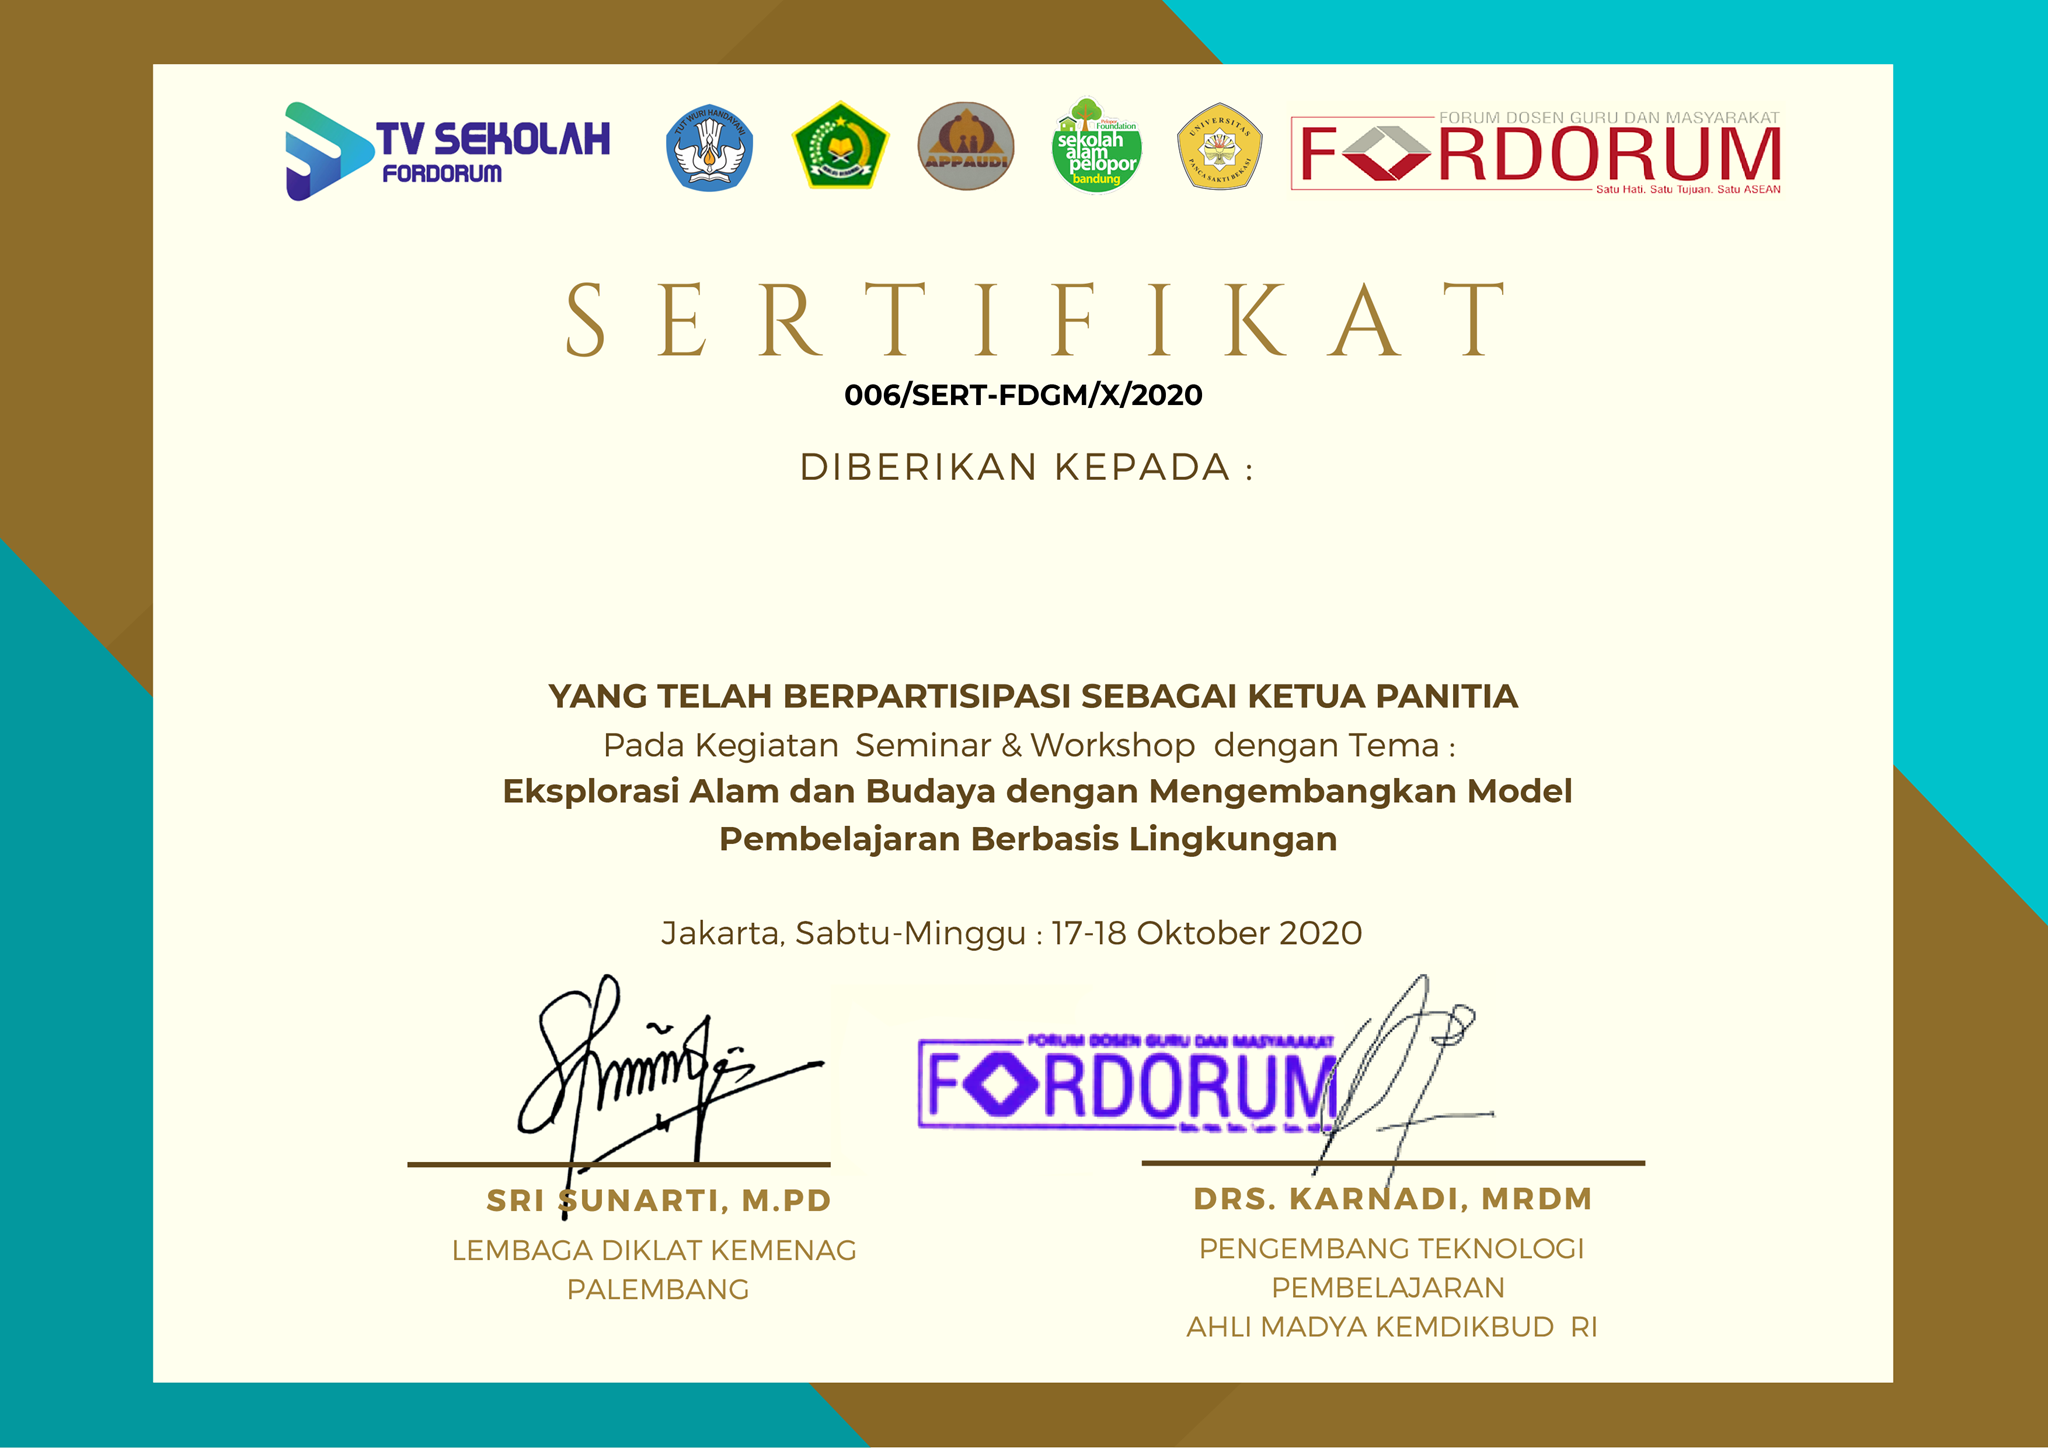 TV SEKOLAH
FORDORUM
TUT WURI HANDAYANI
APPAUDI
Pelopor Foundation
sekolah
alam
pelopor
bandung
UNIVERSITAS
PANCA SAKTI BEKASI
FORUM DOSEN GURU DAN MASYARAKAT
FORDORUM
Satu Hati. Satu Tujuan. Satu ASEAN
SERTIFIKAT
006/SERT-FDGM/X/2020
DIBERIKAN KEPADA :
YANG TELAH BERPARTISIPASI SEBAGAI KETUA PANITIA
Pada Kegiatan Seminar & Workshop dengan Tema :
Eksplorasi Alam dan Budaya dengan Mengembangkan Model
Pembelajaran Berbasis Lingkungan
Jakarta, Sabtu-Minggu : 17-18 Oktober 2020
FORUM DOSEN GURU DAN MASYARAKAT
FORDORUM
SRI SUNARTI, M.PD
LEMBAGA DIKLAT KEMENAG
PALEMBANG
DRS. KARNADI, MRDM
PENGEMBANG TEKNOLOGI
PEMBELAJARAN
AHLI MADYA KEMDIKBUD RI